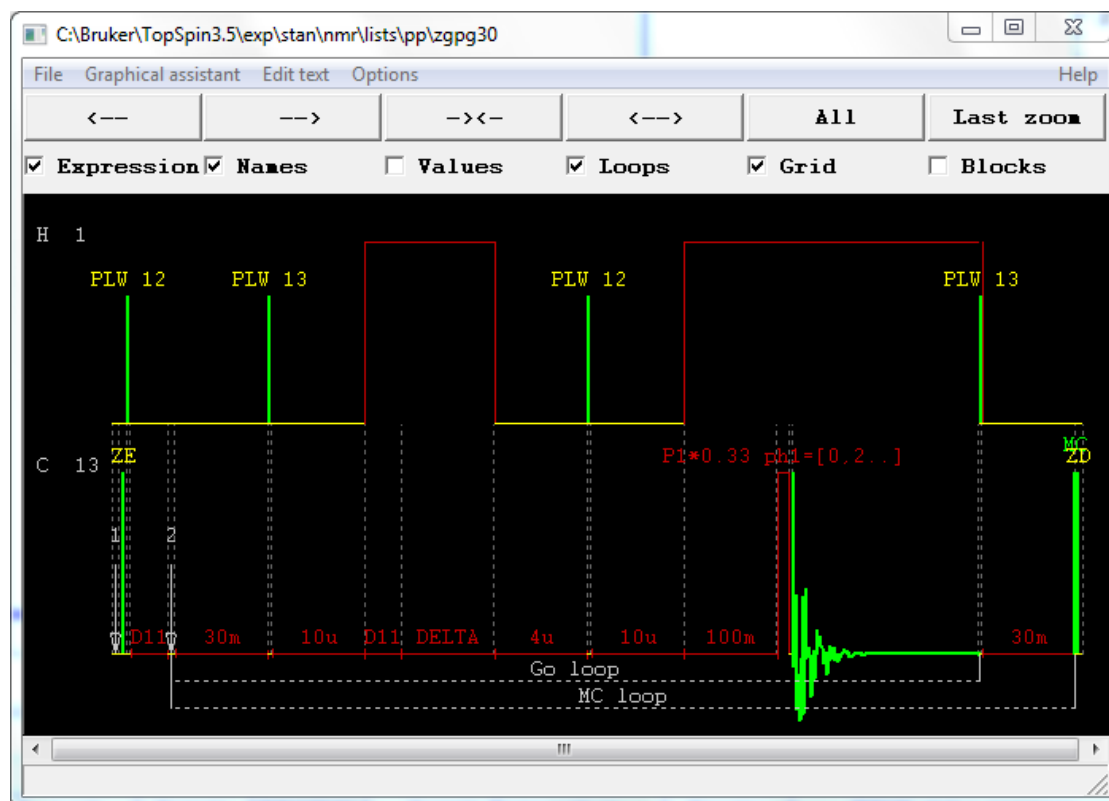 C:\Bruker\TopSpin3.5\exp\stan\nmr\lists\pp\zgpg30
File Graphical assistant Edit text Options Help
<-- --> -><- <--> All Last zoom
Expression Names Values Loops Grid Blocks
H 1
PLW 12 PLW 13 PLW 12 PLW 13
MC
C 13 ZE P1*0.33 ph1=[0,2..] ZD
1 2
D11 30m 10u D11 DELTA 4u 10u 100m 30m
Go loop
MC loop